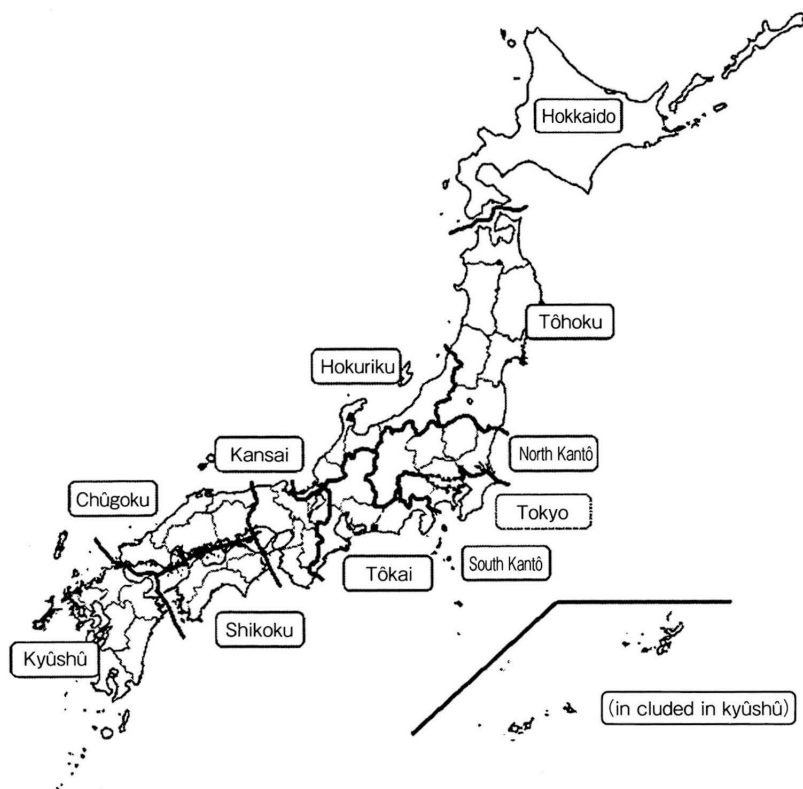 Hokkaido
Tôhoku
Hokuriku
Kansai
North Kantô
Chûgoku
Tokyo
South Kantô
Tôkai
Shikoku
Kyûshû
(in cluded in kyûshû)